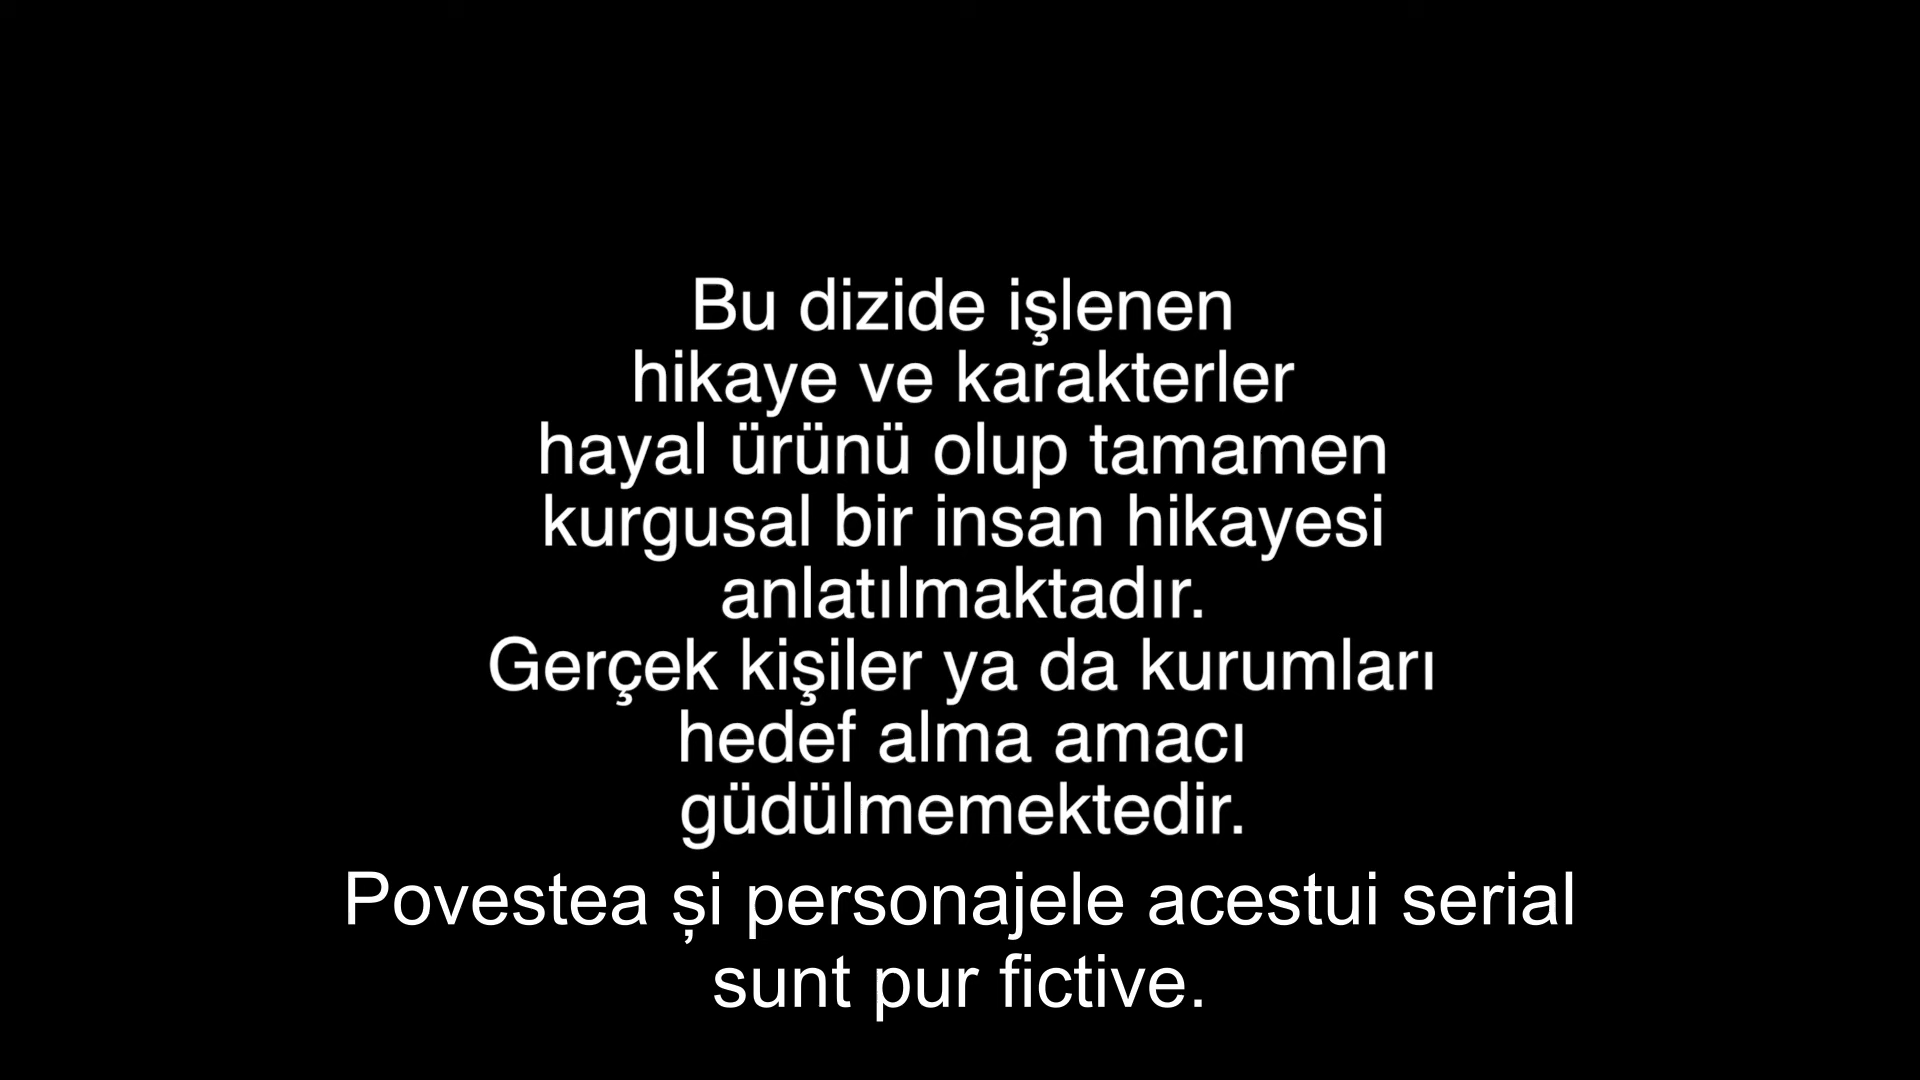 Bu dizide işlenen
hikaye ve karakterler
hayal ürünü olup tamamen
kurgusal bir insan hikayesi
anlatılmaktadır.
Gerçek kişiler ya da kurumları
hedef alma amacı
güdülmemektedir.
Povestea și personajele acestui serial
sunt pur fictive.